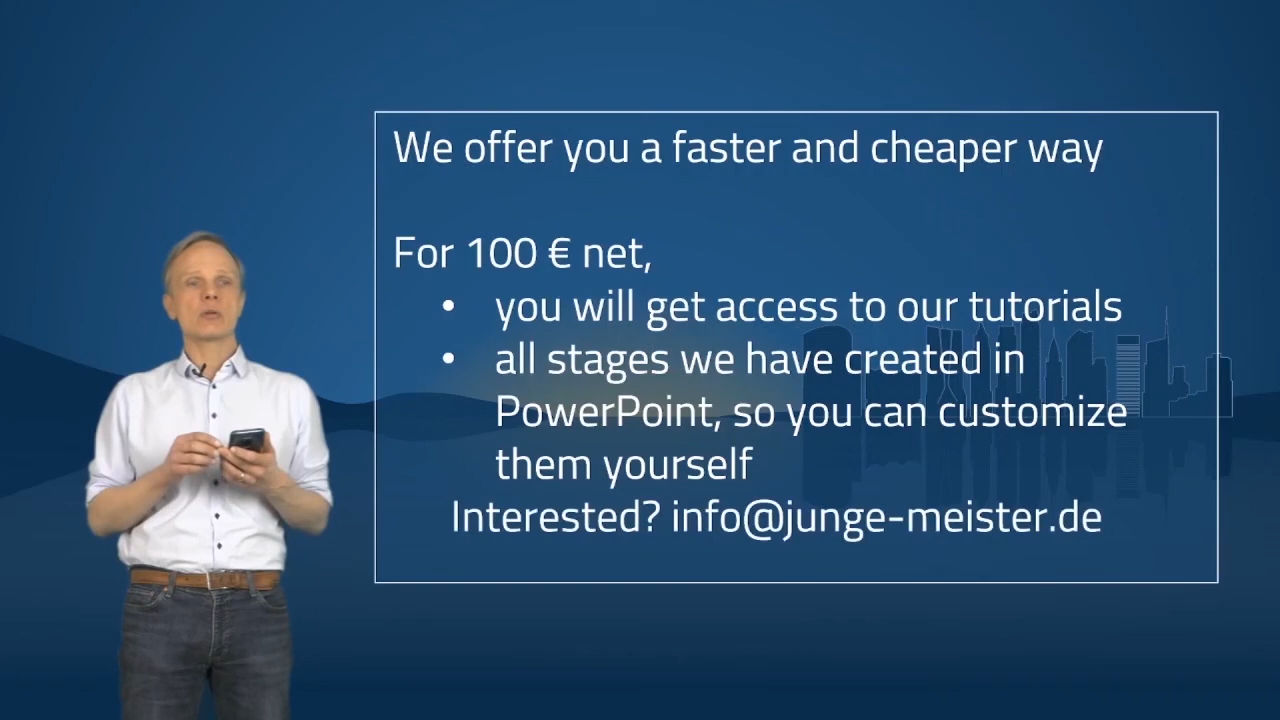 We offer you a faster and cheaper way
For 100 € net,
• you will get access to our tutorials
• all stages we have created in
PowerPoint, so you can customize
them yourself
Interested? info@junge-meister.de